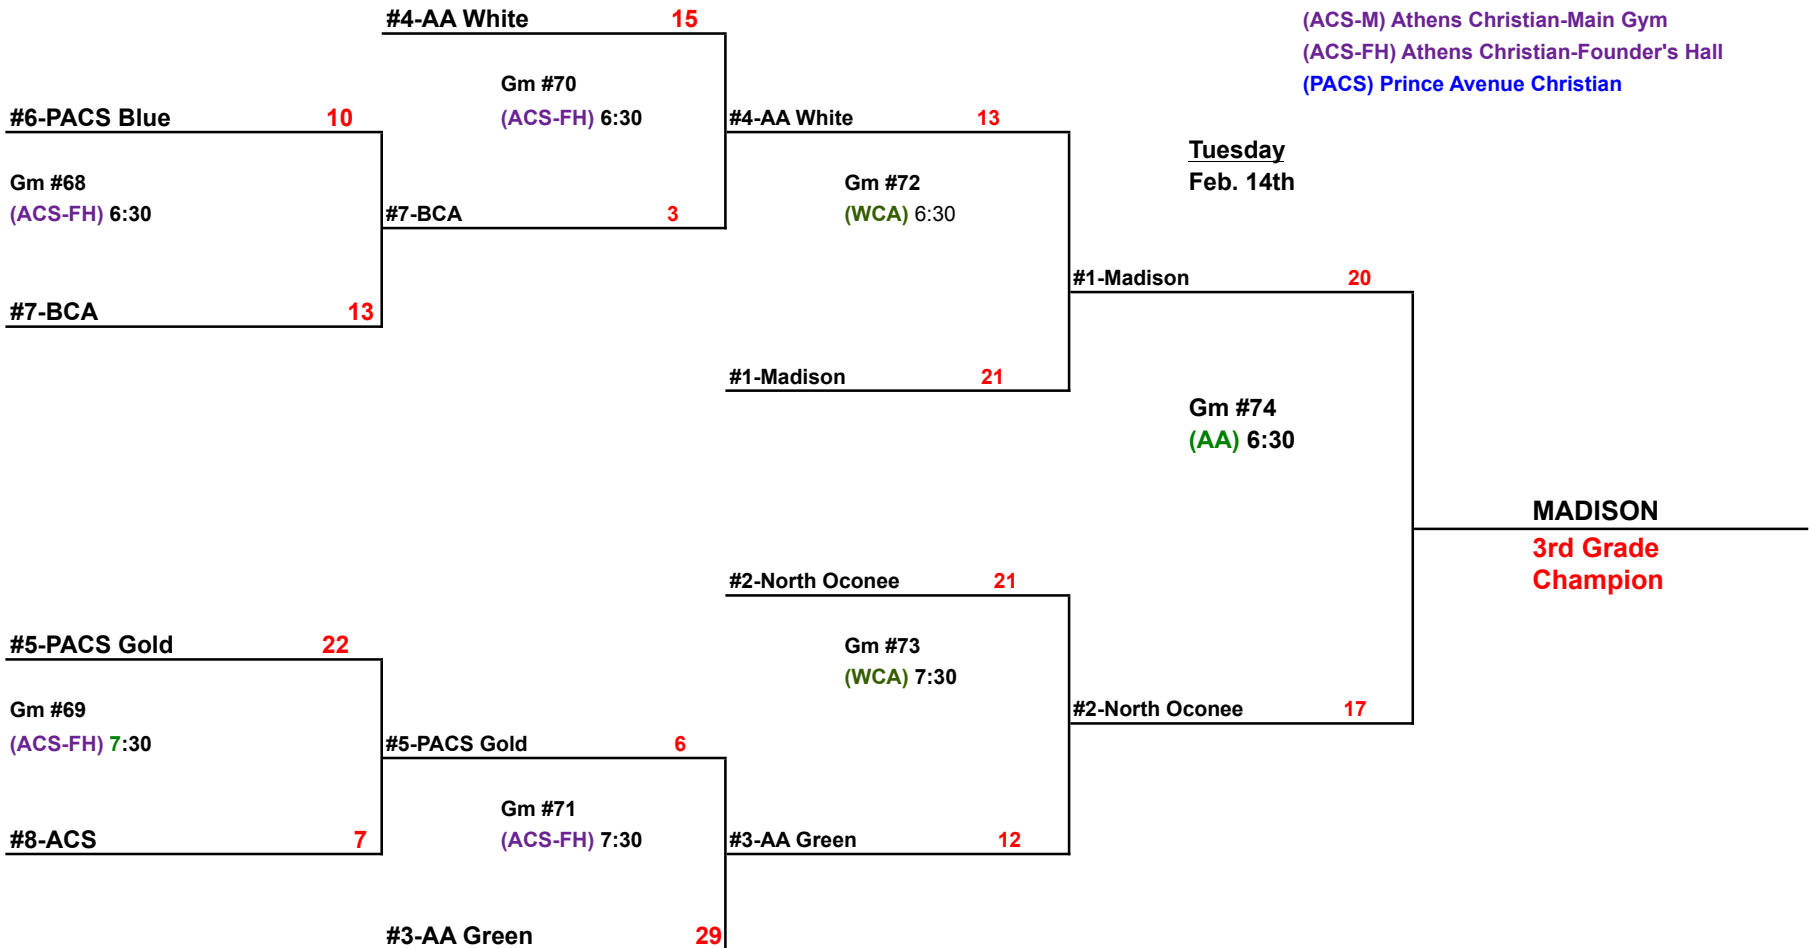 #4-AA White 15
(ACS-M) Athens Christian-Main Gym
(ACS-FH) Athens Christian-Founder's Hall
(PACS) Prince Avenue Christian
Gm #70
(ACS-FH) 6:30
#6-PACS Blue 10
#4-AA White 13
Tuesday
Feb. 14th
Gm #68
(ACS-FH) 6:30
#7-BCA 3
Gm #72
(WCA) 6:30
#1-Madison 20
#7-BCA 13
#1-Madison 21
Gm #74
(AA) 6:30
MADISON
3rd Grade
Champion
#2-North Oconee 21
#5-PACS Gold 22
Gm #73
(WCA) 7:30
Gm #69
(ACS-FH) 7:30
#2-North Oconee 17
#5-PACS Gold 6
Gm #71
(ACS-FH) 7:30
#8-ACS 7
#3-AA Green 12
#3-AA Green 29